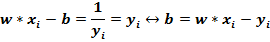 w * xᵢ − b = 1/yᵢ = yᵢ ↔ b = w * xᵢ − yᵢ